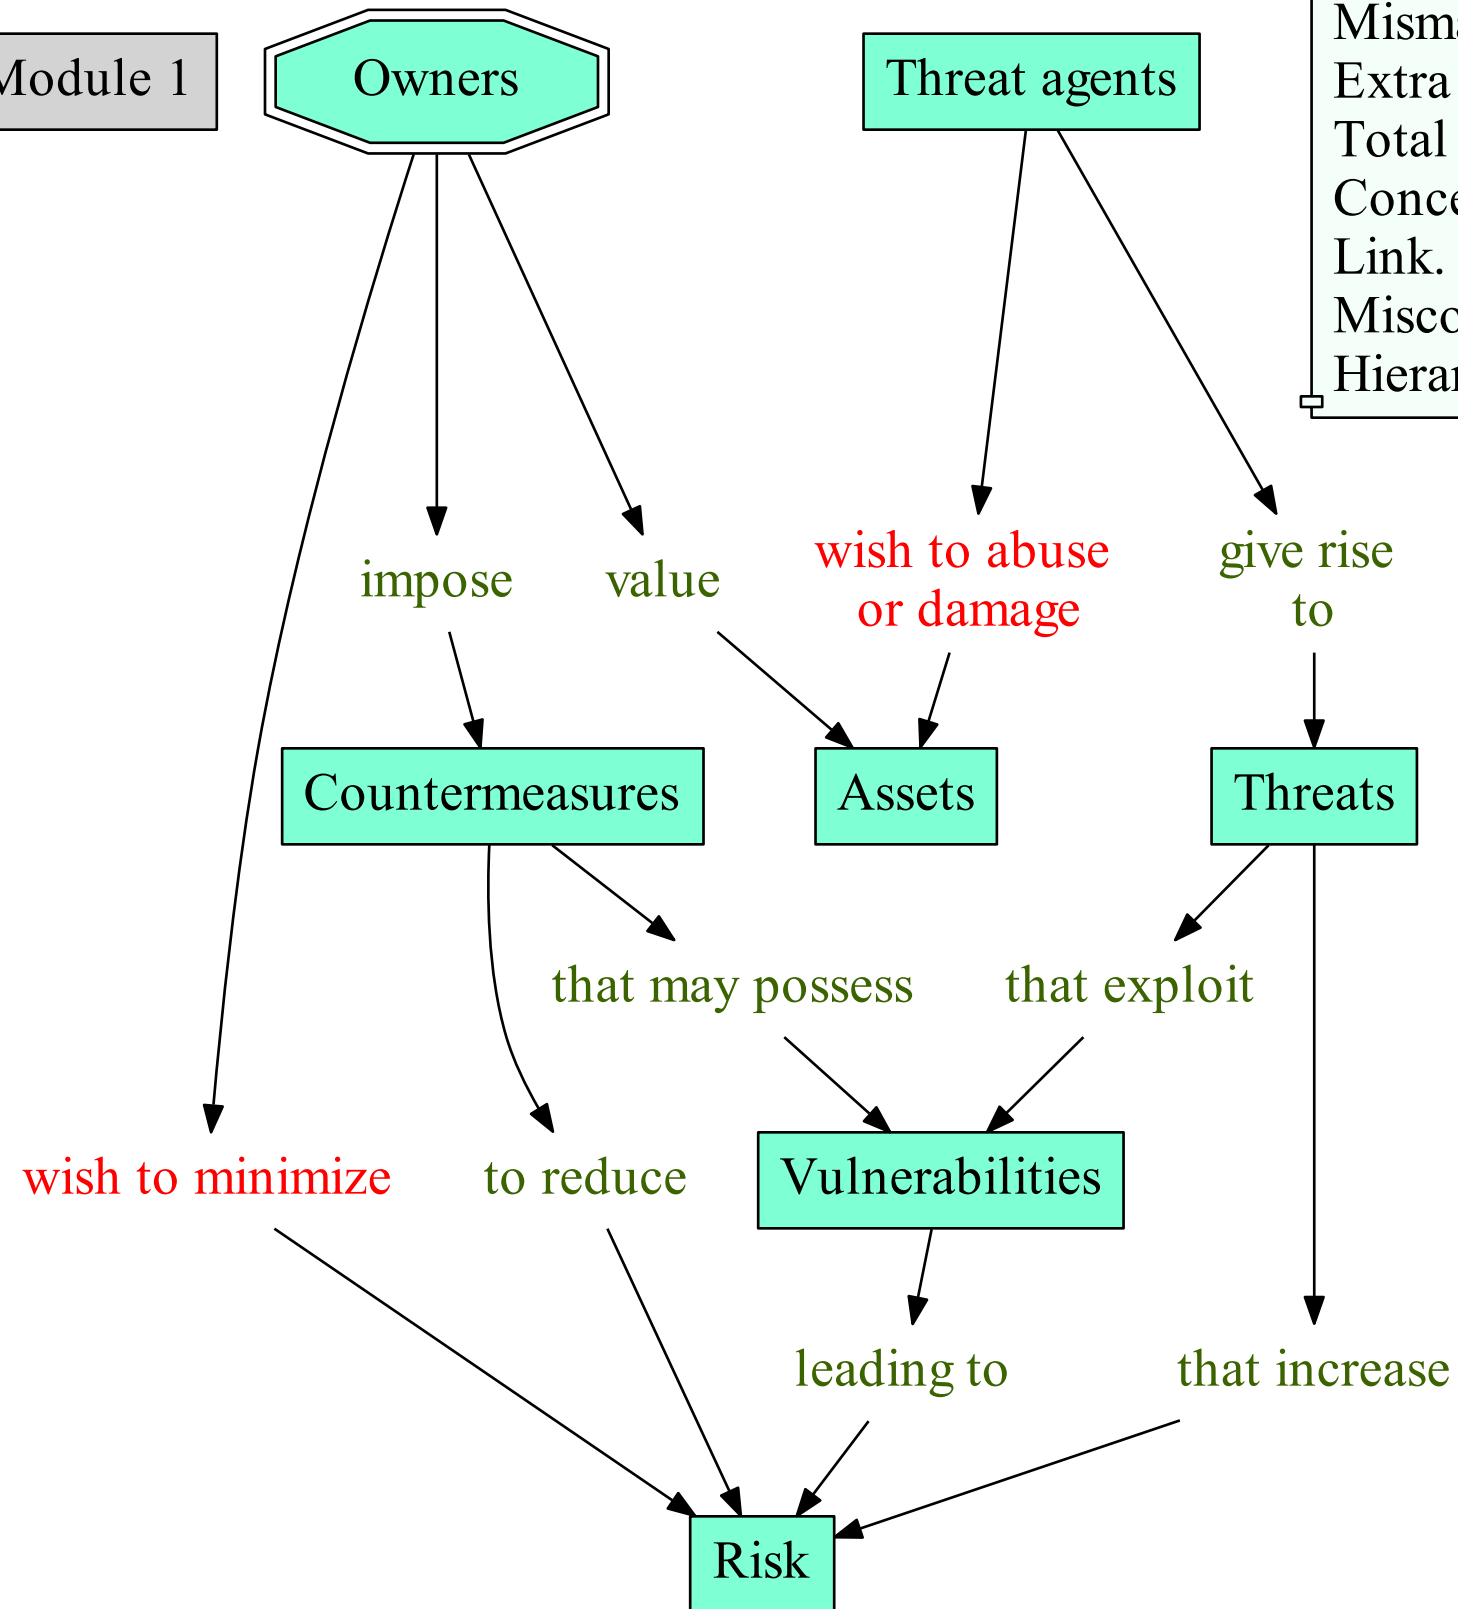 Module 1
Owners
Threat agents
Extra
Total
Link.
impose
value
wish to abuse
or damage
give rise
to
Countermeasures
Assets
Threats
that may possess
that exploit
wish to minimize
to reduce
Vulnerabilities
leading to
that increase
Risk